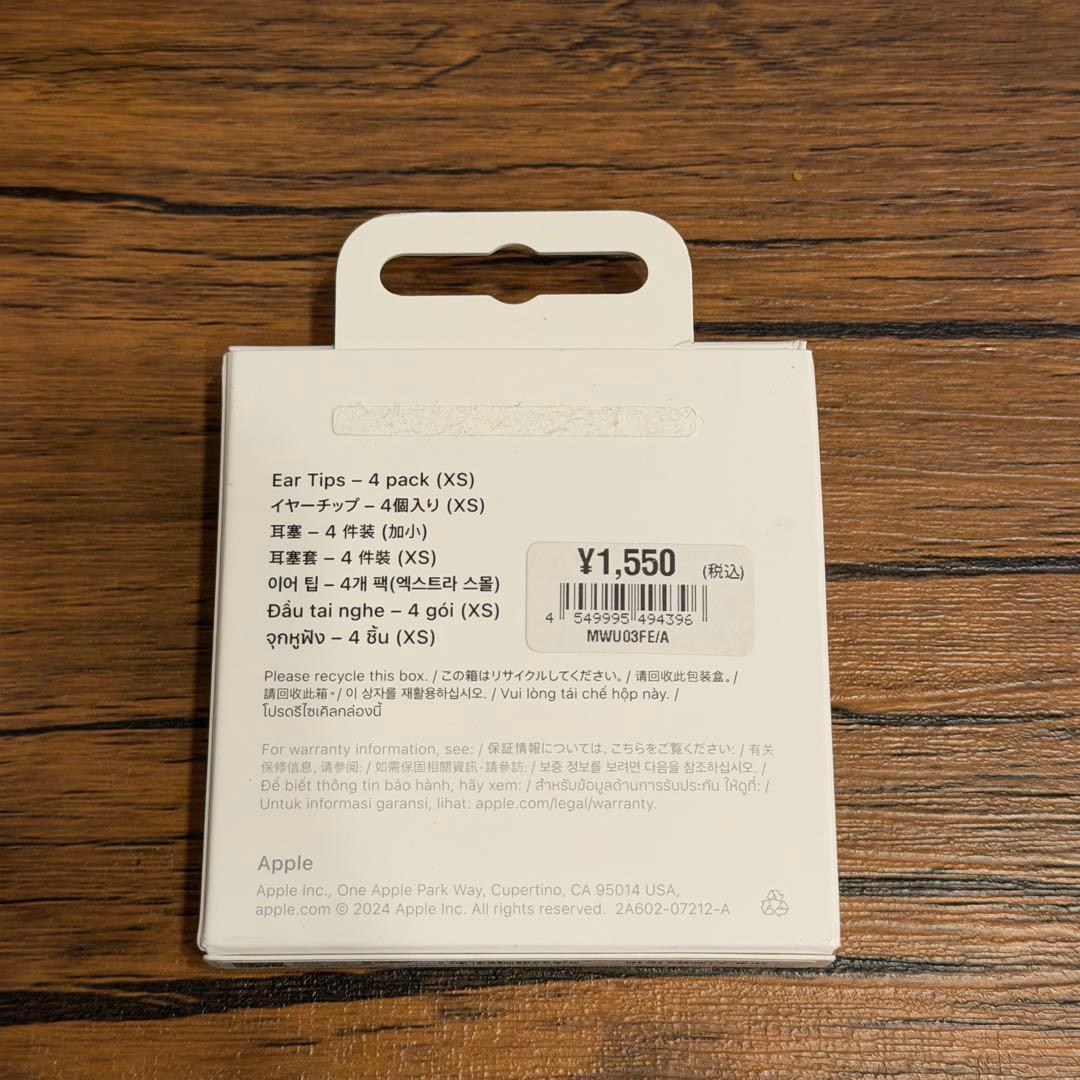 Ear Tips – 4 pack (XS)
イヤーチップ – 4個入り (XS)
耳塞 – 4 件装 (加小)
耳塞套 – 4 件裝 (XS)
이어 팁 – 4개 팩(엑스트라 스몰)
Đầu tai nghe – 4 gói (XS)
จุกหูฟัง – 4 ชิ้น (XS)
¥1,550 (税込)
4 549995 494396
MWU03FE/A
Please recycle this box. / この箱はリサイクルしてください。/ 请回收此包装盒。/
請回收此箱。/ 이 상자를 재활용하십시오. / Vui lòng tái chế hộp này. /
โปรดรีไซเคิลกล่องนี้
For warranty information, see: / 保証情報については、こちらをご覧ください: / 有关
保修信息, 请参阅: / 如需保固相關資訊，請參訪: / 보증 정보를 보려면 다음을 참조하십시오. /
Để biết thông tin bảo hành, hãy xem: / สำหรับข้อมูลด้านการรับประกัน ให้ดูที่: /
Untuk informasi garansi, lihat: apple.com/legal/warranty.
Apple
Apple Inc., One Apple Park Way, Cupertino, CA 95014 USA,
apple.com © 2024 Apple Inc. All rights reserved. 2A602-07212-A